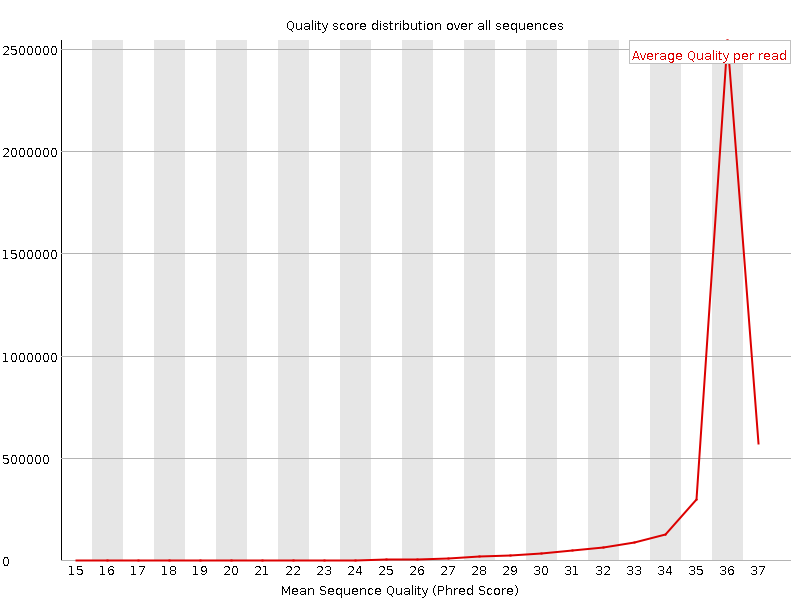 Quality score distribution over all sequences
Average Quality per read
2500000
2000000
1500000
1000000
500000
0
15 16 17 18 19 20 21 22 23 24 25 26 27 28 29 30 31 32 33 34 35 36 37
Mean Sequence Quality (Phred Score)